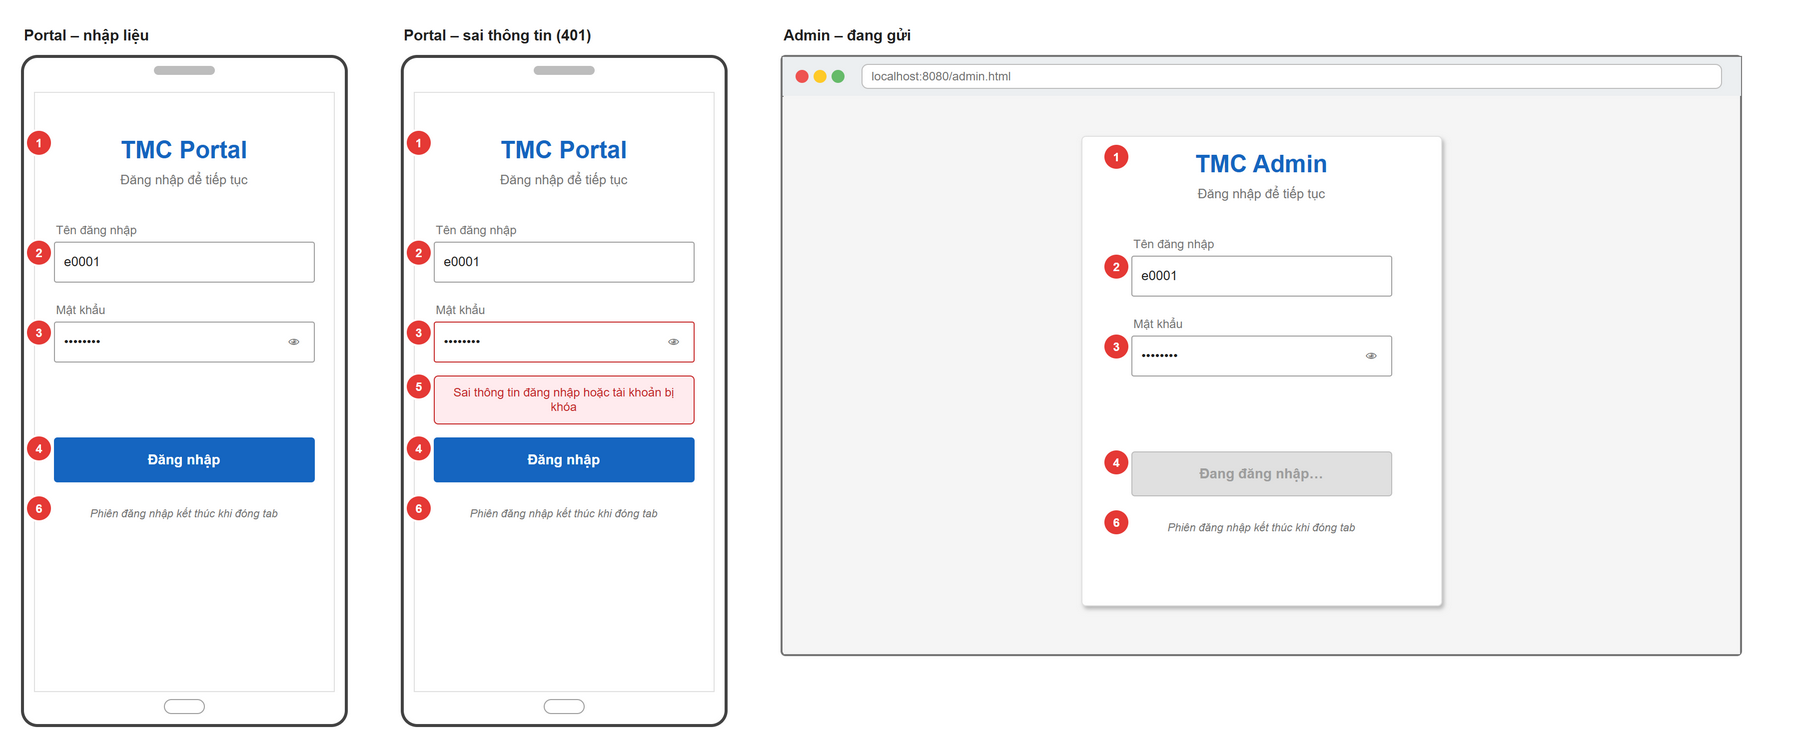 Portal – nhập liệu
1
TMC Portal
Đăng nhập để tiếp tục
Tên đăng nhập
2
e0001
Mật khẩu
3
••••••••
4
Đăng nhập
6
Phiên đăng nhập kết thúc khi đóng tab
Portal – sai thông tin (401)
1
TMC Portal
Đăng nhập để tiếp tục
Tên đăng nhập
2
e0001
Mật khẩu
3
••••••••
5
Sai thông tin đăng nhập hoặc tài khoản bị
khóa
4
Đăng nhập
6
Phiên đăng nhập kết thúc khi đóng tab
Admin – đang gửi
localhost:8080/admin.html
1
TMC Admin
Đăng nhập để tiếp tục
Tên đăng nhập
2
e0001
Mật khẩu
3
••••••••
4
Đang đăng nhập…
6
Phiên đăng nhập kết thúc khi đóng tab